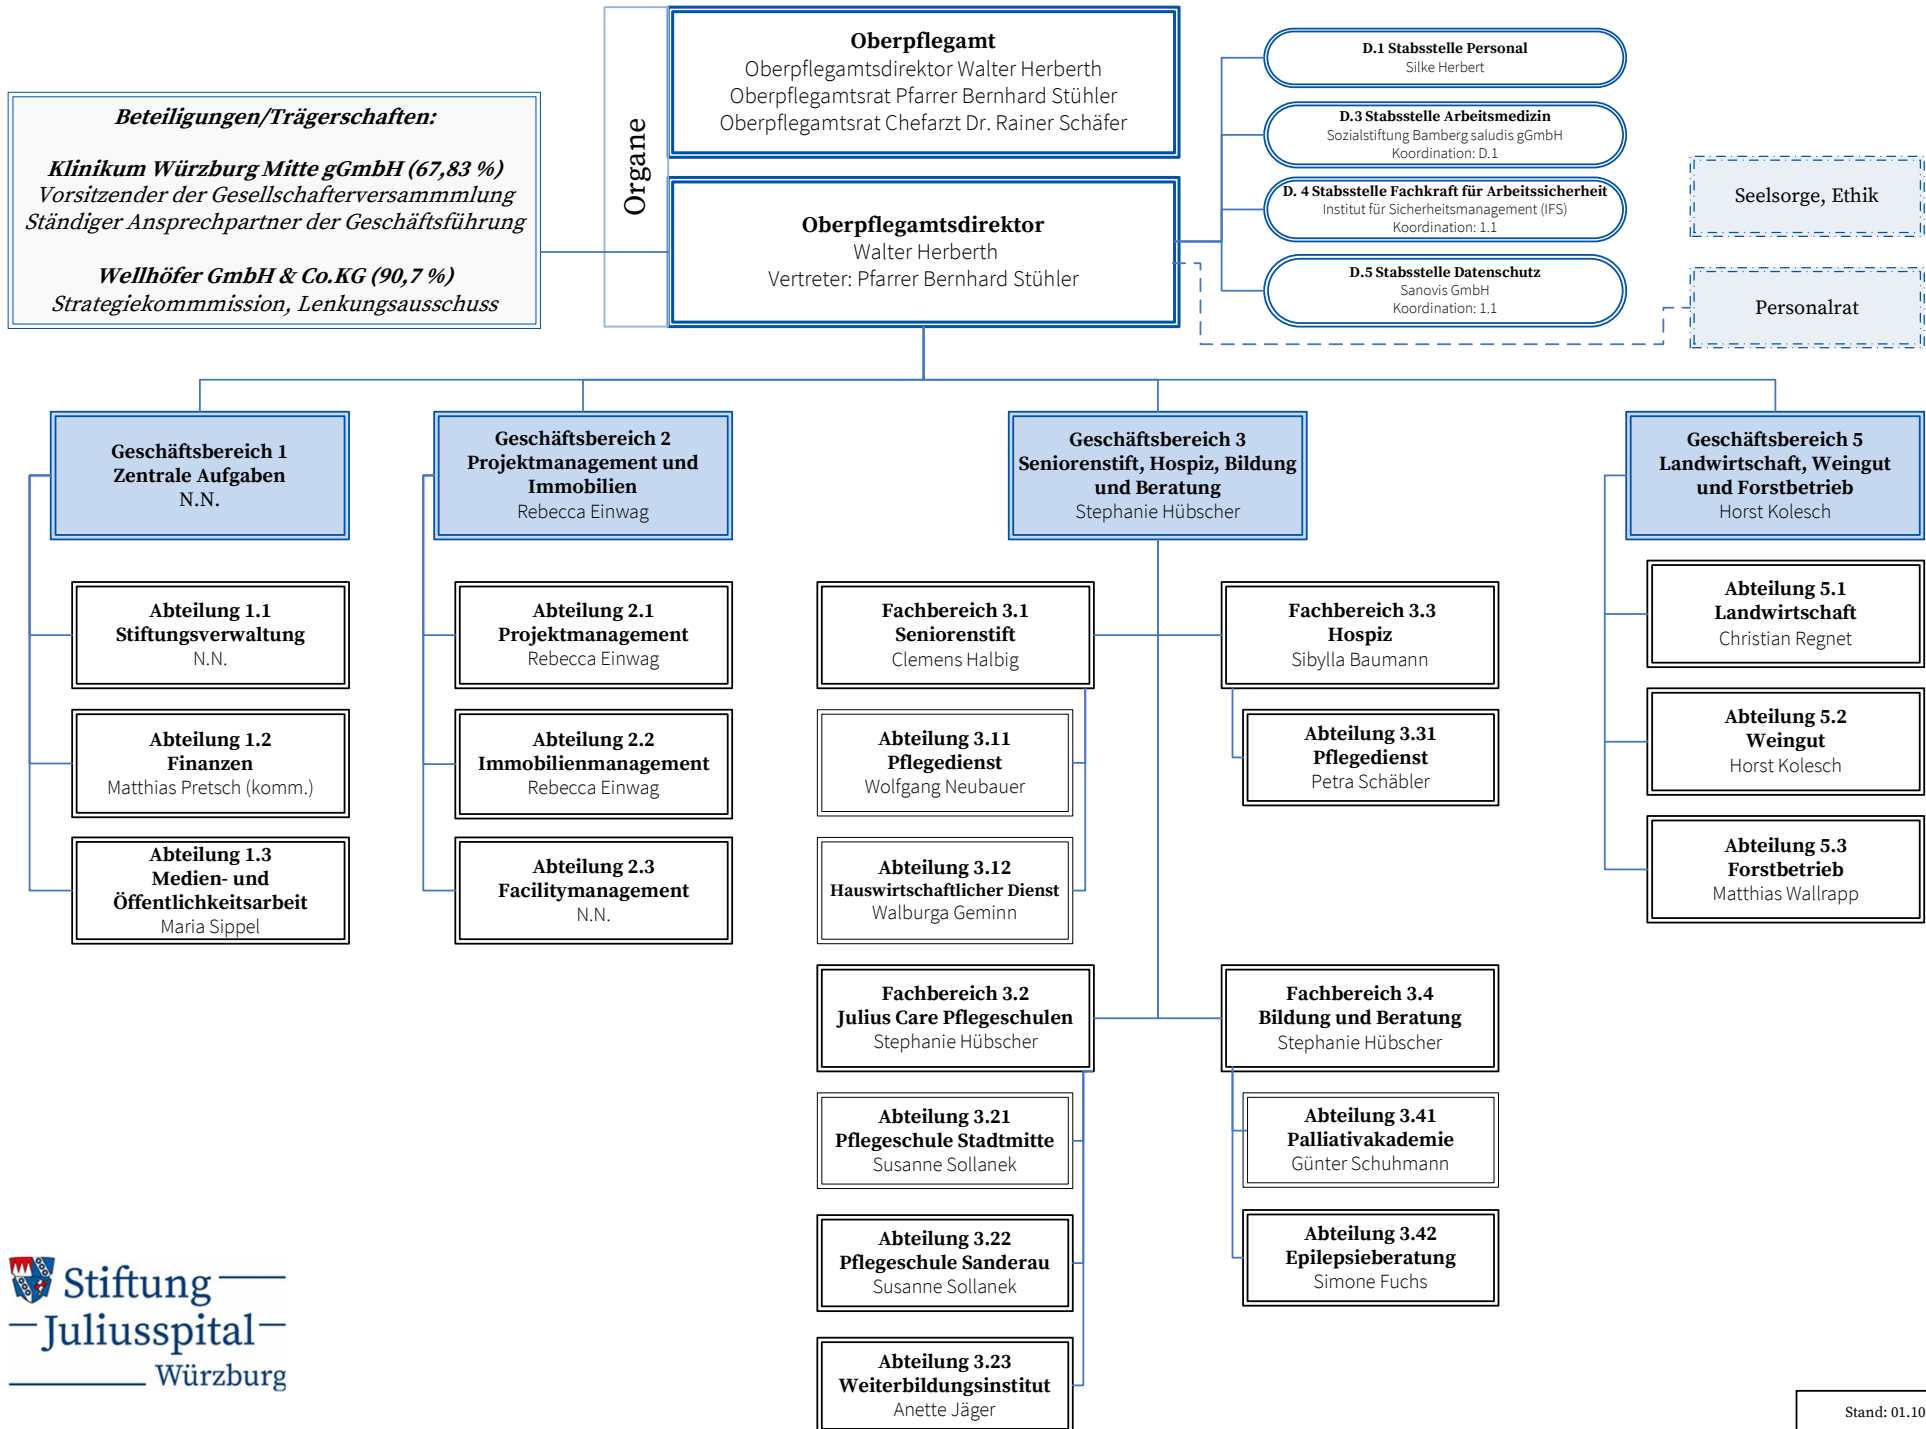 Oberpflegamt
Oberpflegamtsdirektor Walter Herberth
Oberpflegamtsrat Pfarrer Bernhard Stühler
Oberpflegamtsrat Chefarzt Dr. Rainer Schäfer
Organe
Oberpflegamtsdirektor
Walter Herberth
Vertreter: Pfarrer Bernhard Stühler
Beteiligungen/Trägerschaften:
Klinikum Würzburg Mitte gGmbH (67,83 %)
Vorsitzender der Gesellschafterversammmlung
Ständiger Ansprechpartner der Geschäftsführung
Wellhöfer GmbH & Co.KG (90,7 %)
Strategiekommmission, Lenkungsausschuss
D.1 Stabsstelle Personal
Silke Herbert
D.3 Stabsstelle Arbeitsmedizin
Sozialstiftung Bamberg saludis gGmbH
Koordination: D.1
D. 4 Stabsstelle Fachkraft für Arbeitssicherheit
Institut für Sicherheitsmanagement (IFS)
Koordination: 1.1
D.5 Stabsstelle Datenschutz
Sanovis GmbH
Koordination: 1.1
Seelsorge, Ethik
Personalrat
Geschäftsbereich 1
Zentrale Aufgaben
N.N.
Abteilung 1.1
Stiftungsverwaltung
N.N.
Abteilung 1.2
Finanzen
Matthias Pretsch (komm.)
Abteilung 1.3
Medien- und
Öffentlichkeitsarbeit
Maria Sippel
Geschäftsbereich 2
Projektmanagement und
Immobilien
Rebecca Einwag
Abteilung 2.1
Projektmanagement
Rebecca Einwag
Abteilung 2.2
Immobilienmanagement
Rebecca Einwag
Abteilung 2.3
Facilitymanagement
N.N.
Geschäftsbereich 3
Seniorenstift, Hospiz, Bildung
und Beratung
Stephanie Hübscher
Fachbereich 3.1
Seniorenstift
Clemens Halbig
Abteilung 3.11
Pflegedienst
Wolfgang Neubauer
Abteilung 3.12
Hauswirtschaftlicher Dienst
Walburga Geminn
Fachbereich 3.3
Hospiz
Sibylla Baumann
Abteilung 3.31
Pflegedienst
Petra Schäbler
Fachbereich 3.2
Julius Care Pflegeschulen
Stephanie Hübscher
Abteilung 3.21
Pflegeschule Stadtmitte
Susanne Sollanek
Abteilung 3.22
Pflegeschule Sanderau
Susanne Sollanek
Abteilung 3.23
Weiterbildungsinstitut
Anette Jäger
Fachbereich 3.4
Bildung und Beratung
Stephanie Hübscher
Abteilung 3.41
Palliativakademie
Günter Schuhmann
Abteilung 3.42
Epilepsieberatung
Simone Fuchs
Geschäftsbereich 5
Landwirtschaft, Weingut
und Forstbetrieb
Horst Kolesch
Abteilung 5.1
Landwirtschaft
Christian Regnet
Abteilung 5.2
Weingut
Horst Kolesch
Abteilung 5.3
Forstbetrieb
Matthias Wallrapp
Stiftung
Juliusspital
Würzburg
Stand: 01.10